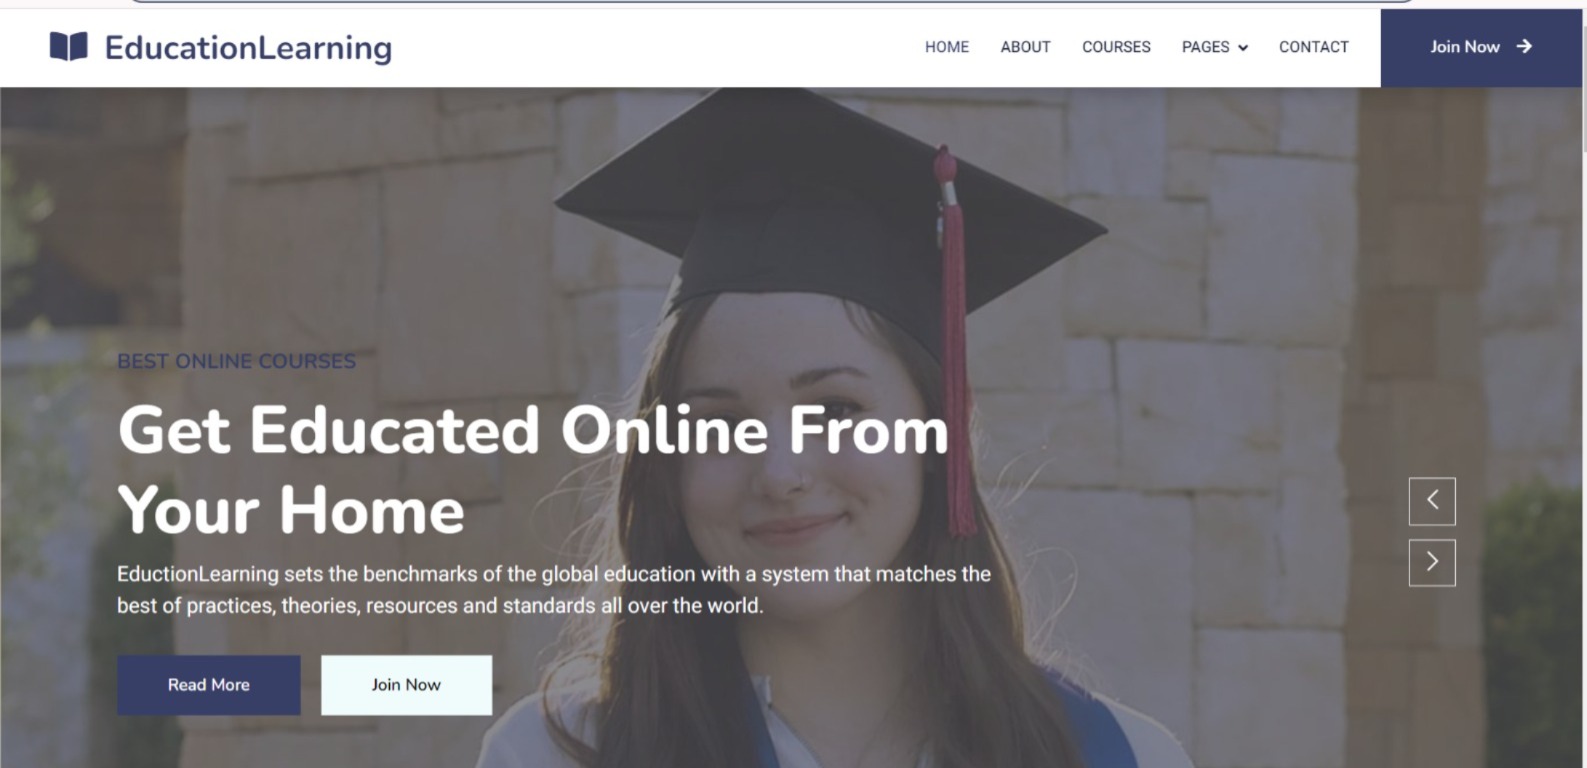 EducationLearning
HOME ABOUT COURSES PAGES CONTACT Join Now
BEST ONLINE COURSES
Get Educated Online From
Your Home
EductionLearning sets the benchmarks of the global education with a system that matches the
best of practices, theories, resources and standards all over the world.
Read More Join Now